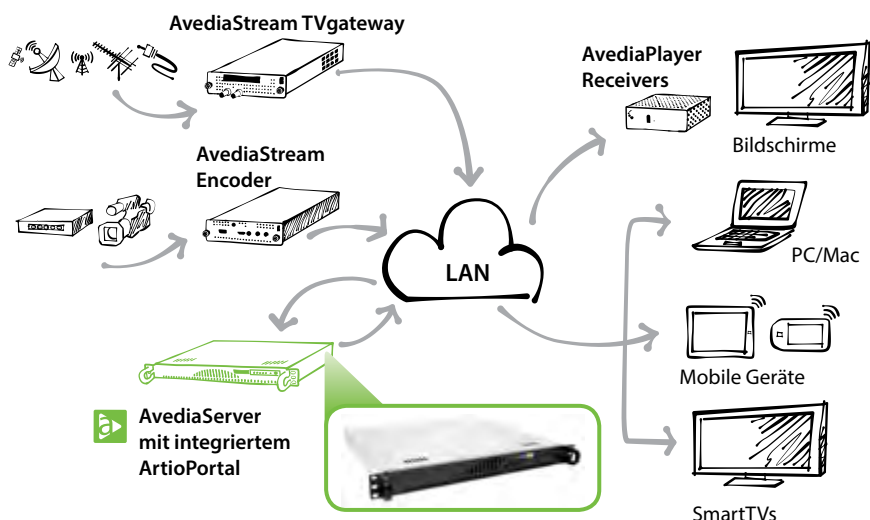 AvediaStream TVgateway
AvediaPlayer
Receivers
Bildschirme
AvediaStream
Encoder
LAN
PC/Mac
Mobile Geräte
AvediaServer
mit integriertem
ArtioPortal
SmartTVs